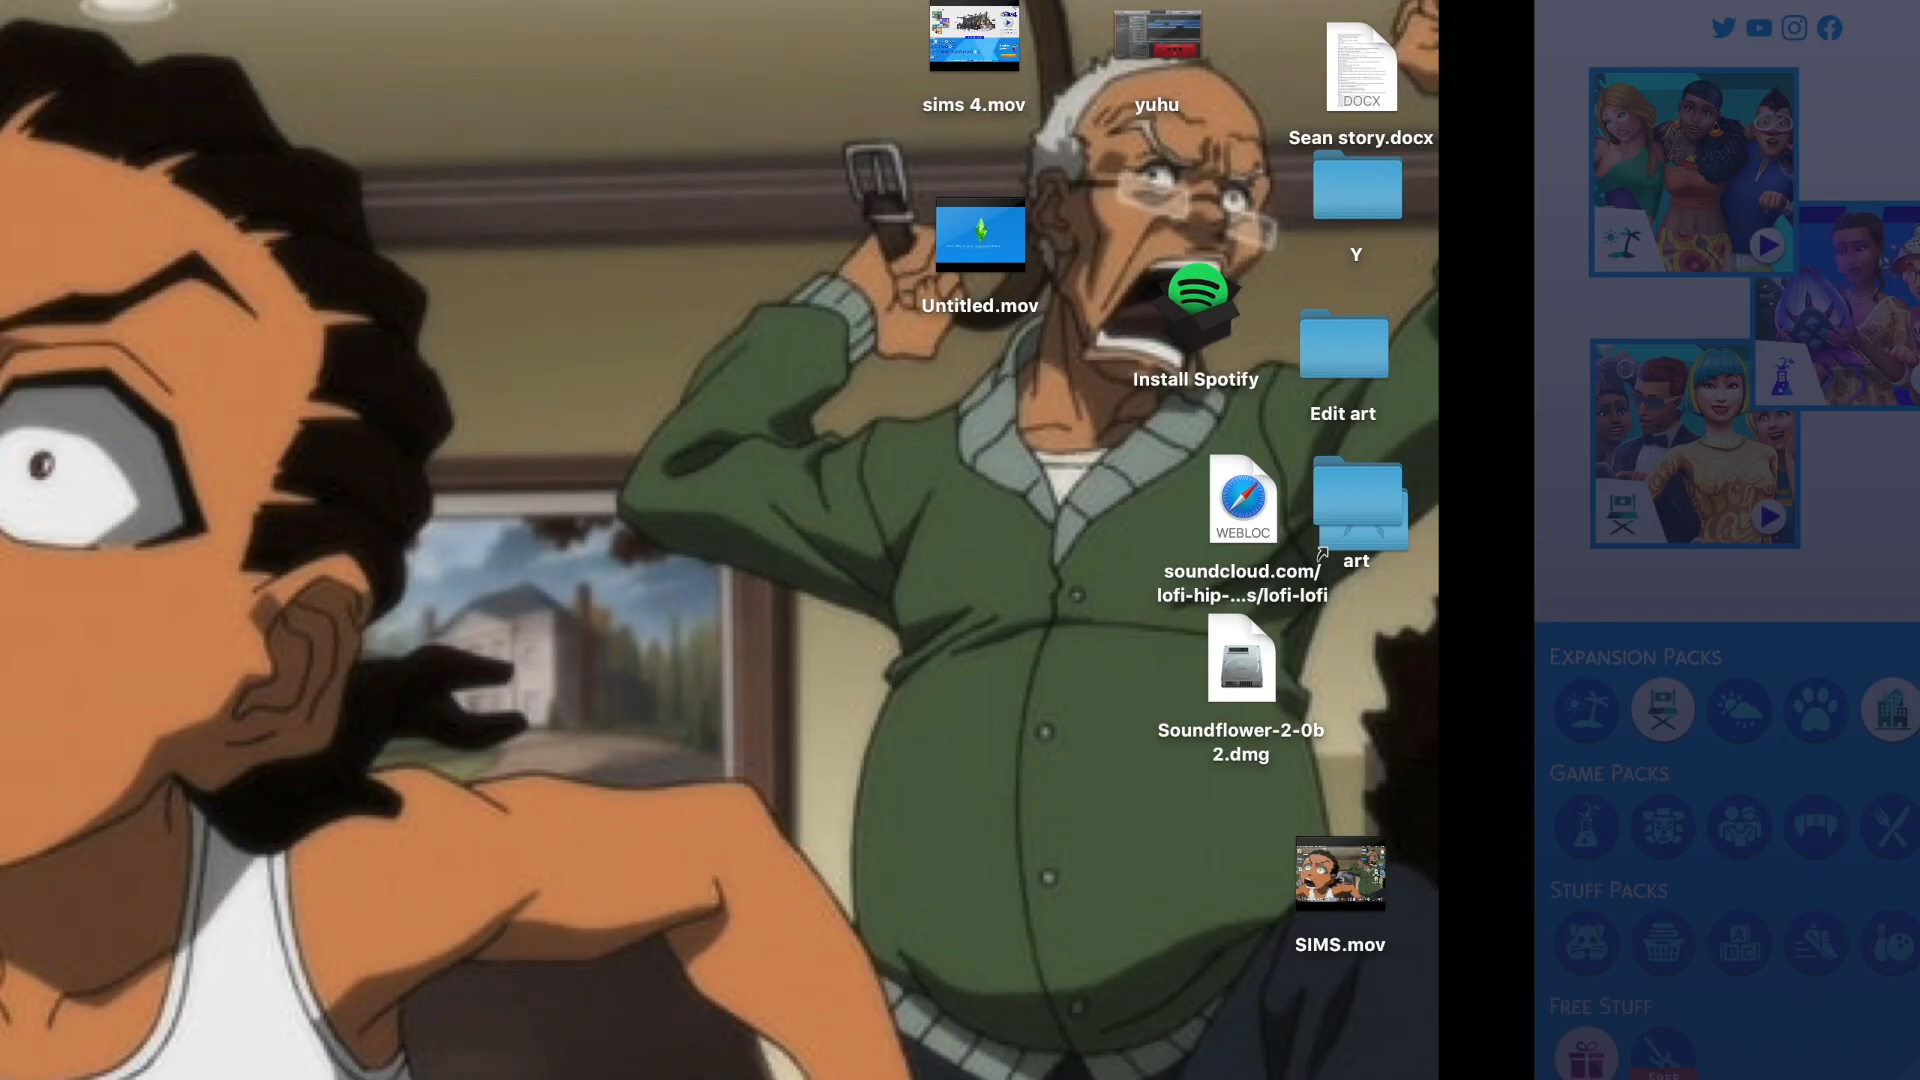 sims 4.mov
yuhu
DOCX
Sean story.docx
Y
Untitled.mov
Install Spotify
Edit art
WEBLOC
soundcloud.com/
lofi-hip-...s/lofi-lofi
art
Soundflower-2-0b
2.dmg
SIMS.mov
Expansion Packs
Game Packs
Stuff Packs
Free Stuff
Free